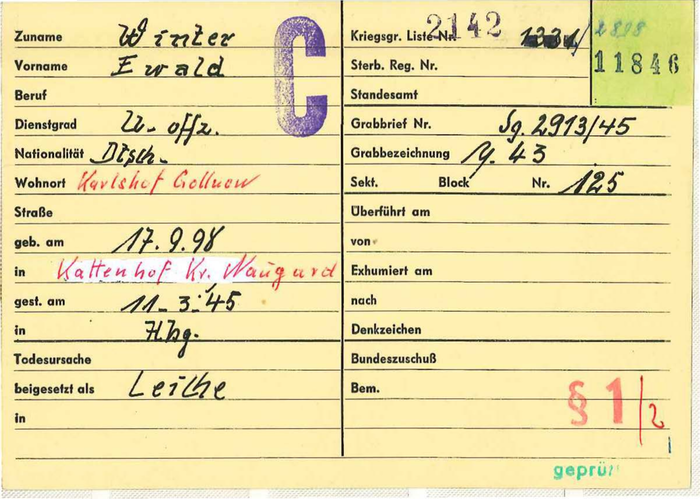 Zuname Winter
Vorname Ewald
Beruf
Dienstgrad U-offz.
Nationalität Dtsch.
Wohnort Karlshof Gollnow
Straße
geb. am 17.9.98
in Kattenhof Kr. Naugard
gest. am 11-3.45
in Hbg.
Todesursache
beigesetzt als Leiche
in
C
Kriegsgr. Liste Nr. 2142
Sterb. Reg. Nr.
11846
Standesamt
Grabbrief Nr. Sg. 2913/45
Grabbezeichnung Y. 43
Sekt. Block Nr. 125
Überführt am
von
Exhumiert am
nach
Denkzeichen
Bundeszuschuß
Bem.
§ 1/2
geprüft